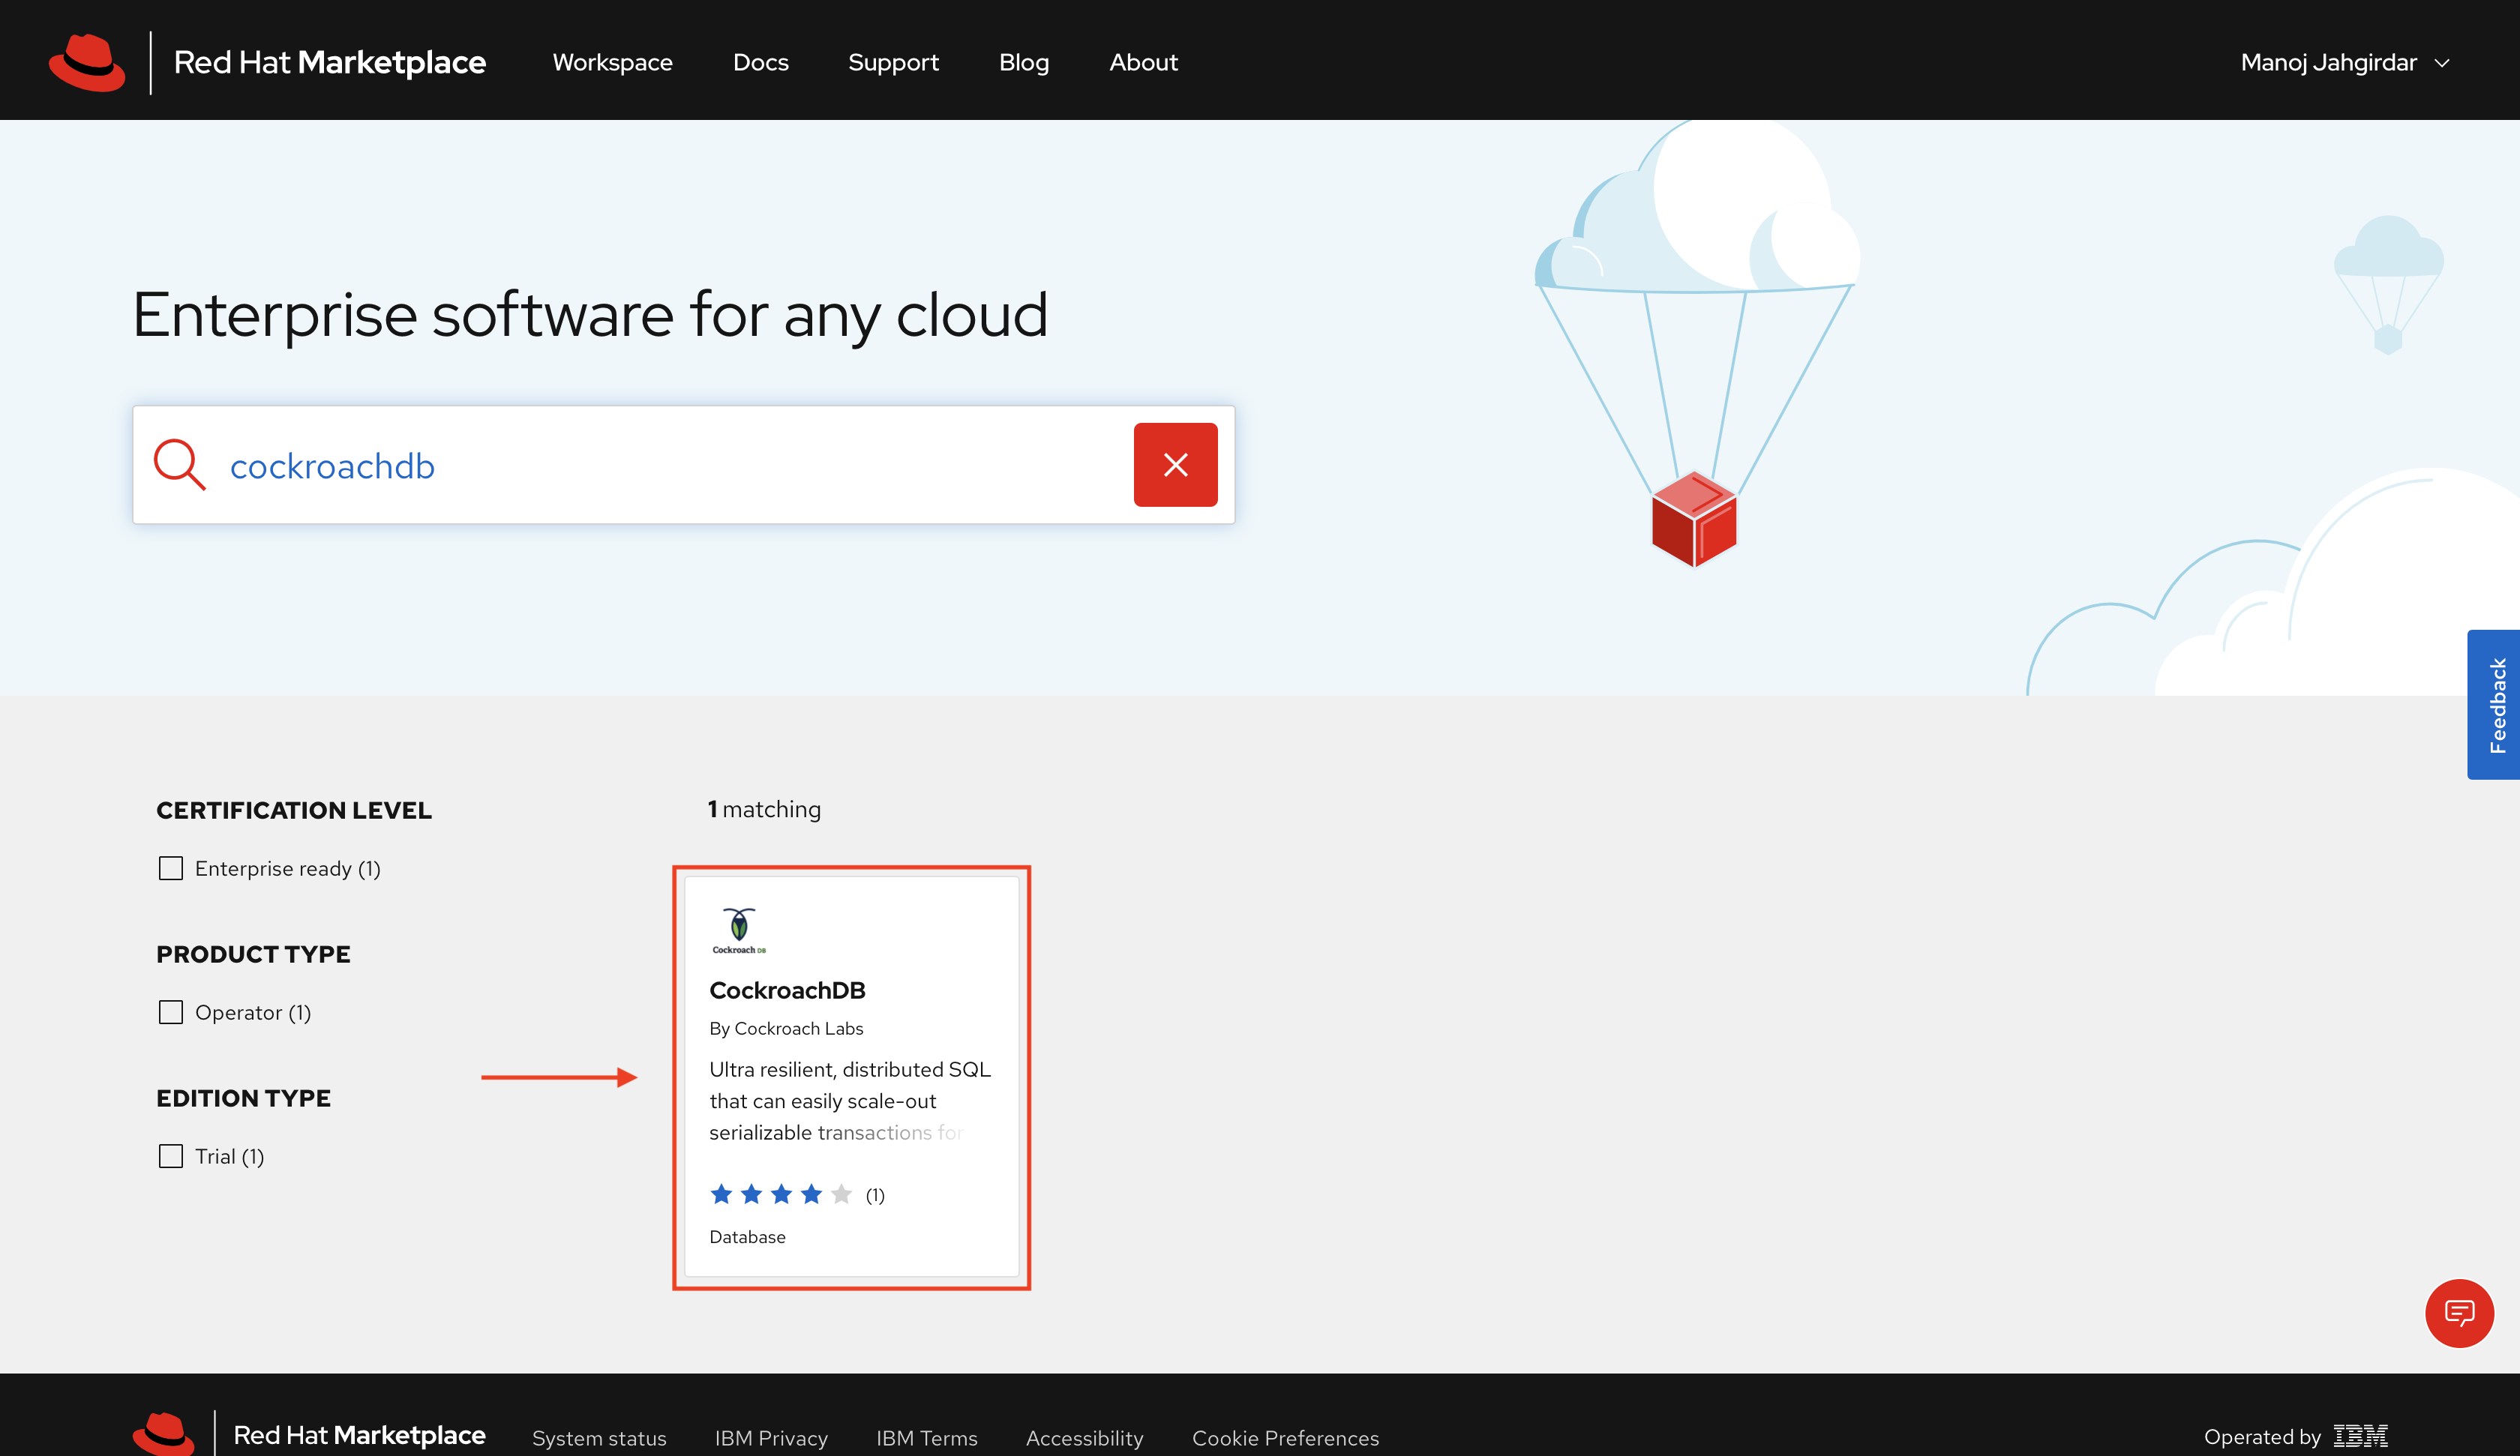 Red Hat Marketplace
Workspace
Docs
Support
Blog
About
Manoj Jahgirdar
Enterprise software for any cloud
cockroachdb
Feedback
CERTIFICATION LEVEL
Enterprise ready (1)
PRODUCT TYPE
Operator (1)
EDITION TYPE
Trial (1)
1 matching
Cockroach DB
CockroachDB
By Cockroach Labs
Ultra resilient, distributed SQL
that can easily scale-out
serializable transactions for
(1)
Database
Red Hat Marketplace
System status
IBM Privacy
IBM Terms
Accessibility
Cookie Preferences
Operated by IBM